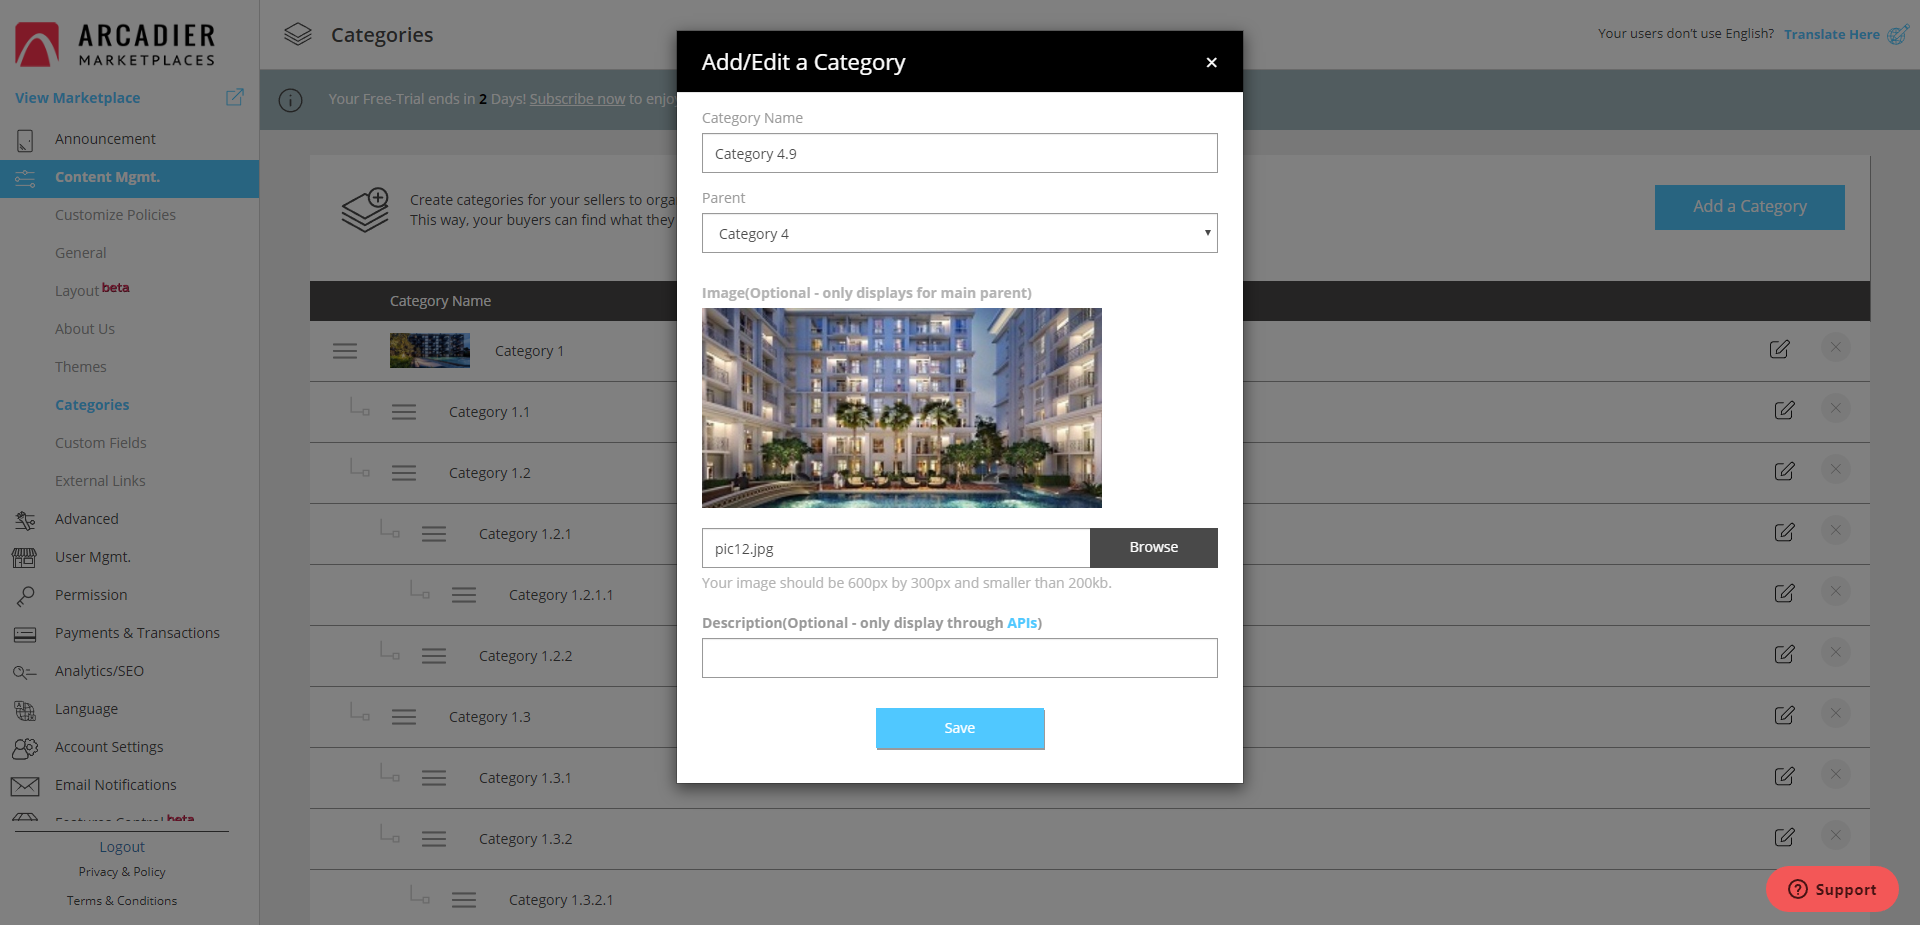 ARCADIER
MARKETPLACES
View Marketplace
Announcement
Content Mgmt.
Customize Policies
General
Layout beta
About Us
Themes
Categories
Custom Fields
External Links
Advanced
User Mgmt.
Permission
Payments & Transactions
Analytics/SEO
Language
Account Settings
Email Notifications
Features Control beta
Logout
Privacy & Policy
Terms & Conditions
Categories
Your users don't use English? Translate Here
Your Free-Trial ends in 2 Days! Subscribe now to enjoy
Create categories for your sellers to orga
This way, your buyers can find what they
Add a Category
Category Name
Category 1
Category 1.1
Category 1.2
Category 1.2.1
Category 1.2.1.1
Category 1.2.2
Category 1.3
Category 1.3.1
Category 1.3.2
Category 1.3.2.1
Add/Edit a Category
Category Name
Category 4.9
Parent
Category 4
Image(Optional - only displays for main parent)
pic12.jpg
Browse
Your image should be 600px by 300px and smaller than 200kb.
Description(Optional - only display through APIs)
Save
Support